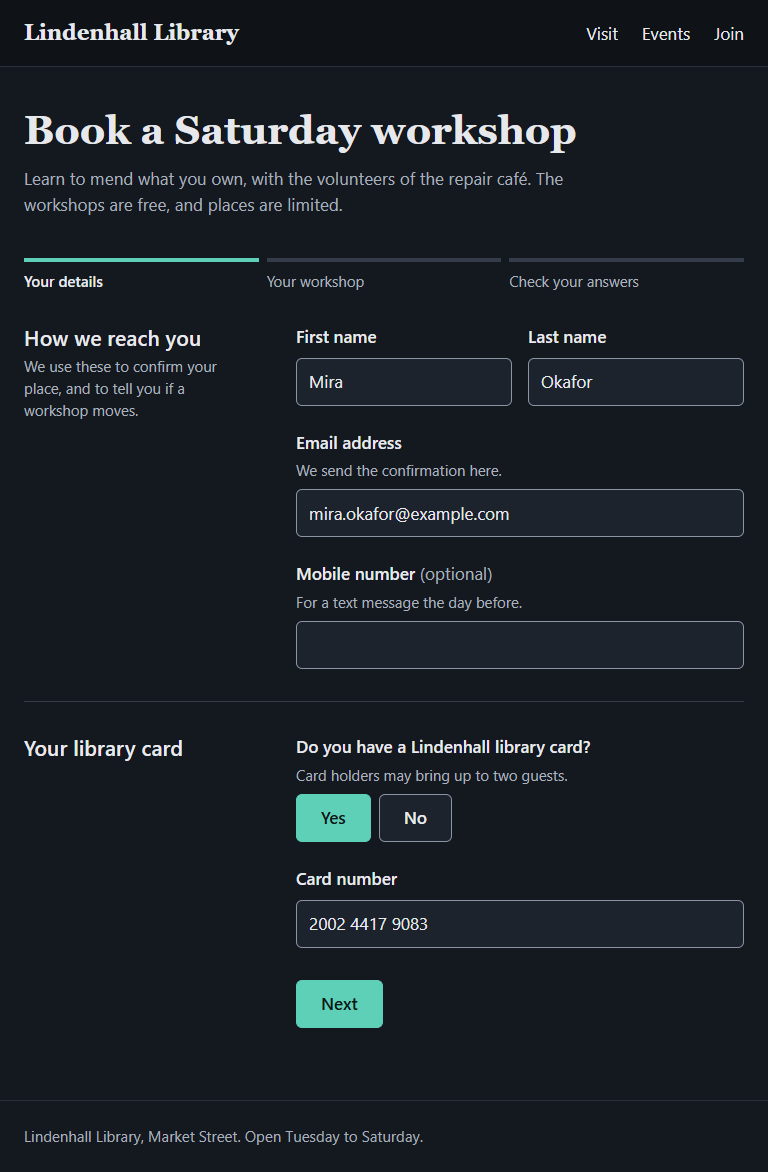 Lindenhall Library
Visit Events Join
Book a Saturday workshop
Learn to mend what you own, with the volunteers of the repair café. The
workshops are free, and places are limited.
Your details
Your workshop
Check your answers
How we reach you
We use these to confirm your
place, and to tell you if a
workshop moves.
First name
Mira
Last name
Okafor
Email address
We send the confirmation here.
mira.okafor@example.com
Mobile number (optional)
For a text message the day before.
Your library card
Do you have a Lindenhall library card?
Card holders may bring up to two guests.
Yes
No
Card number
2002 4417 9083
Next
Lindenhall Library, Market Street. Open Tuesday to Saturday.